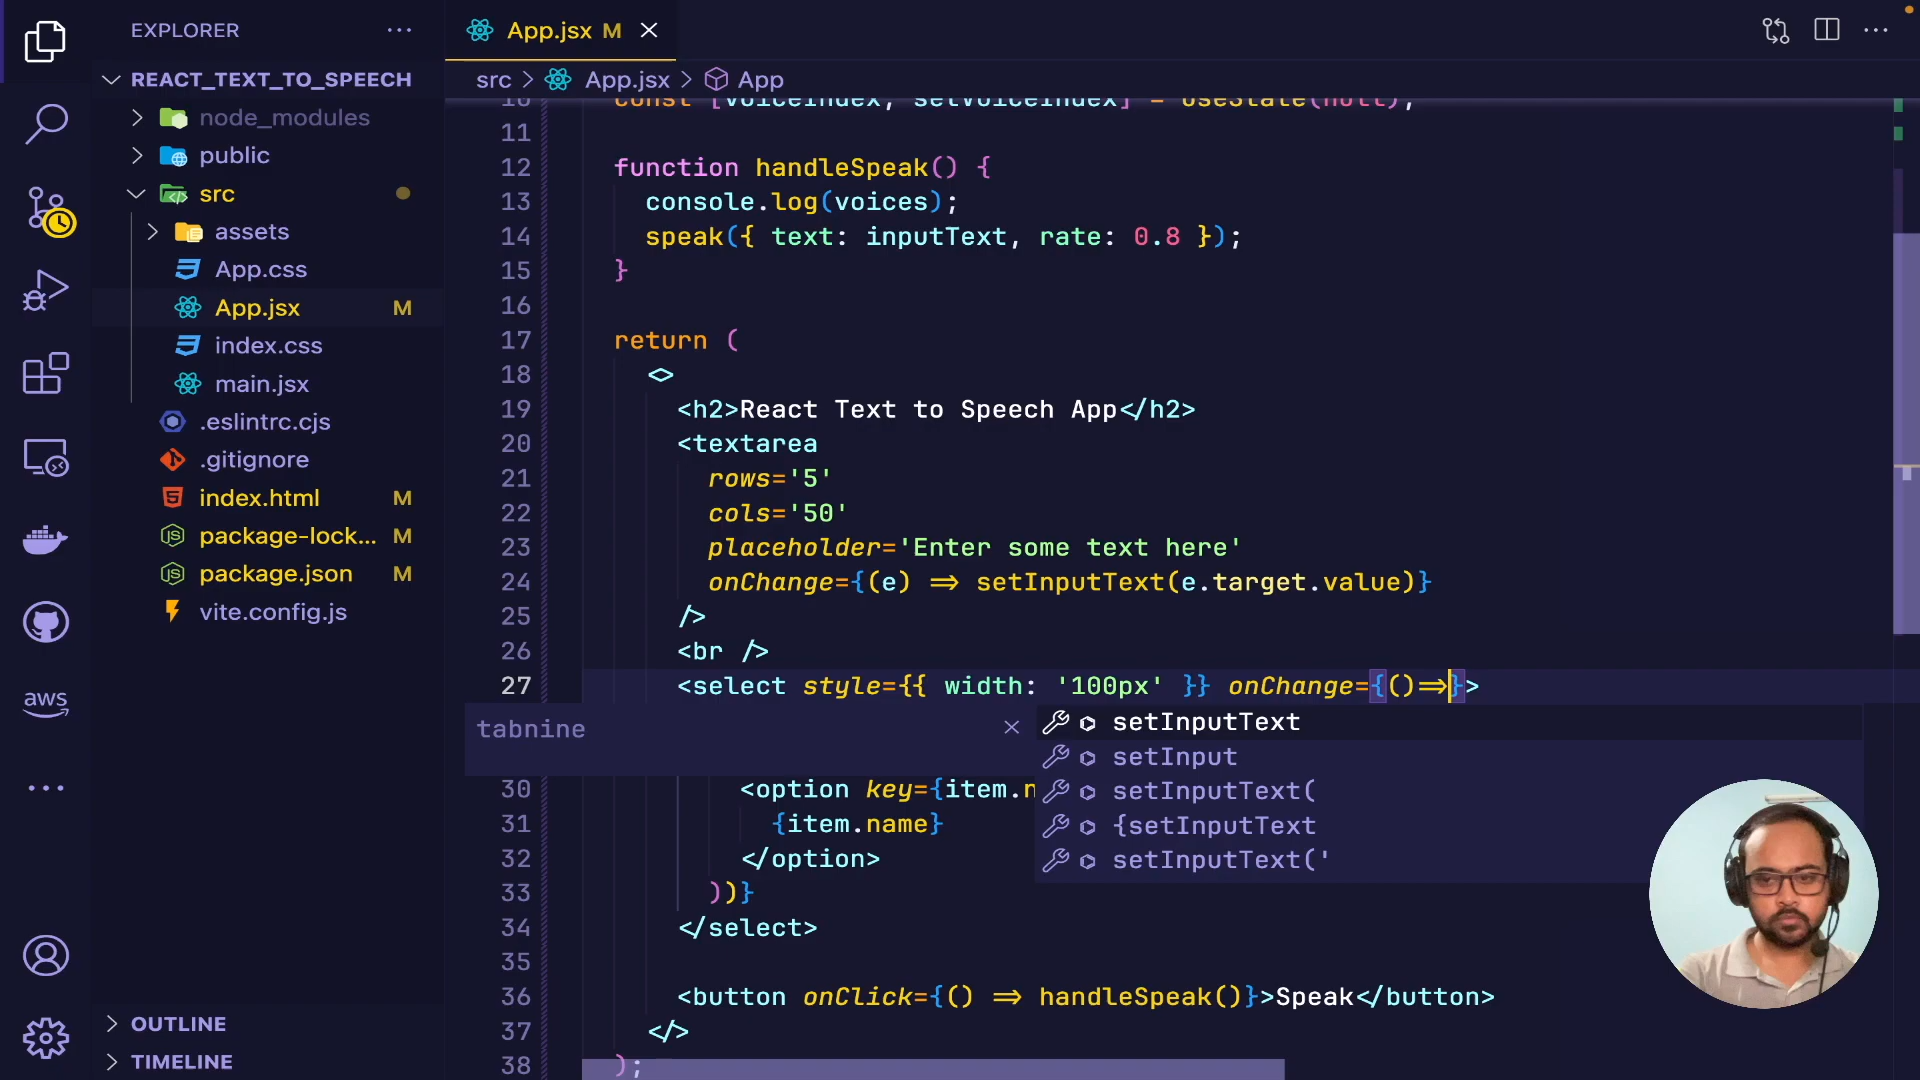 EXPLORER
REACT_TEXT_TO_SPEECH
node_modules
public
src
assets
App.css
App.jsx M
index.css
main.jsx
.eslintrc.cjs
.gitignore
index.html M
package-lock... M
package.json M
vite.config.js
OUTLINE
TIMELINE
aws
App.jsx M
src > App.jsx > App
10 const [voiceIndex, setVoiceIndex] = useState(null);
11
12 function handleSpeak() {
13 console.log(voices);
14 speak({ text: inputText, rate: 0.8 });
15 }
16
17 return (
18 <>
19 <h2>React Text to Speech App</h2>
20 <textarea
21 rows='5'
22 cols='50'
23 placeholder='Enter some text here'
24 onChange={(e) => setInputText(e.target.value)}
25 />
26 <br />
27 <select style={{ width: '100px' }} onChange={()=>}>
tabnine
setInputText
setInput
setInputText(
{setInputText
setInputText('
30 <option key={item.n
31 {item.name}
32 </option>
33 ))}
34 </select>
35
36 <button onClick={() => handleSpeak()}>Speak</button>
37 </>
38 );